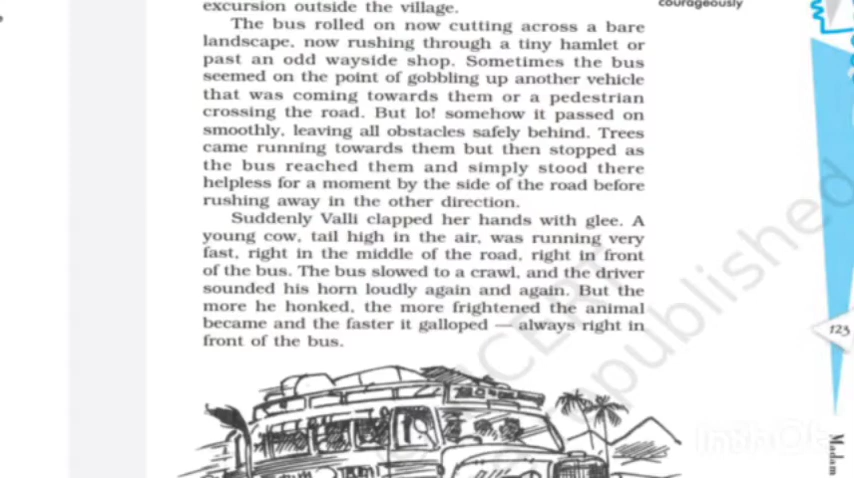 excursion outside the village.
courageously
The bus rolled on now cutting across a bare
landscape, now rushing through a tiny hamlet or
past an odd wayside shop. Sometimes the bus
seemed on the point of gobbling up another vehicle
that was coming towards them or a pedestrian
crossing the road. But lo! somehow it passed on
smoothly, leaving all obstacles safely behind. Trees
came running towards them but then stopped as
the bus reached them and simply stood there
helpless for a moment by the side of the road before
rushing away in the other direction.
Suddenly Valli clapped her hands with glee. A
young cow, tail high in the air, was running very
fast, right in the middle of the road, right in front
of the bus. The bus slowed to a crawl, and the driver
sounded his horn loudly again and again. But the
more he honked, the more frightened the animal
became and the faster it galloped — always right in
front of the bus.
123
Madam